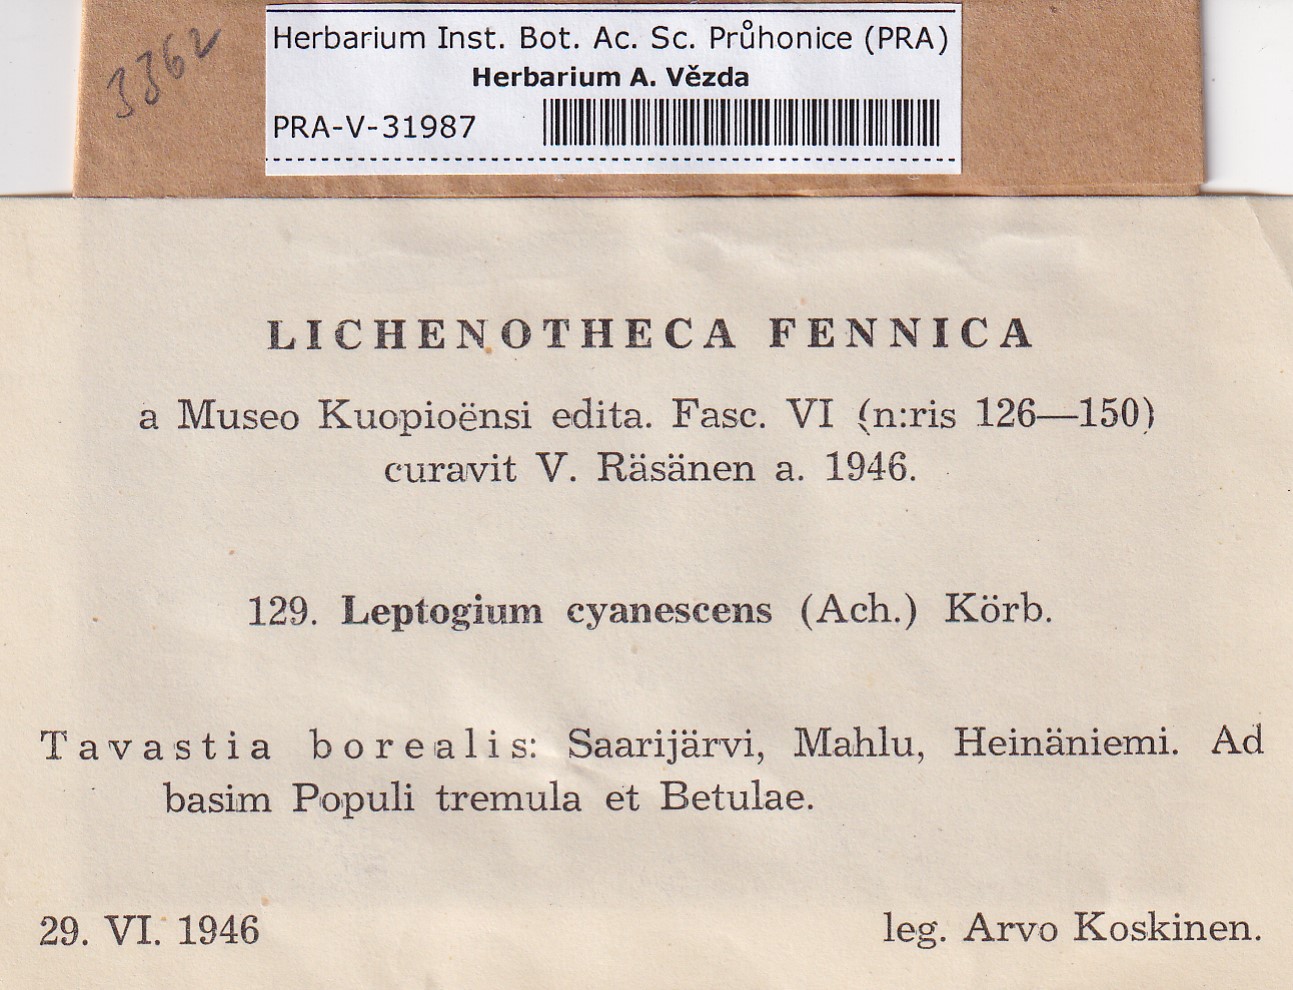 3362
Herbarium Inst. Bot. Ac. Sc. Průhonice (PRA)
Herbarium A. Vězda
PRA-V-31987
LICHENOTHECA FENNICA
a Museo Kuopioënsi edita. Fasc. VI (n:ris 126—150)
curavit V. Räsänen a. 1946.
129. Leptogium cyanescens (Ach.) Körb.
Tavastia borealis: Saarijärvi, Mahlu, Heinäniemi. Ad
basim Populi tremula et Betulae.
29. VI. 1946
leg. Arvo Koskinen.